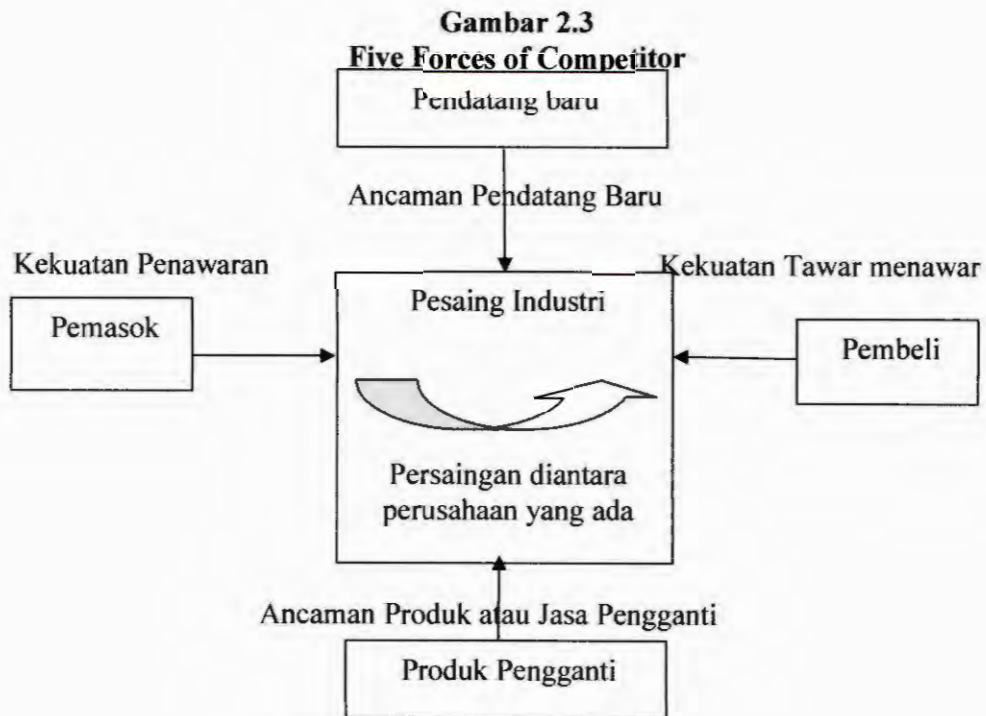 Gambar 2.3
Five Forces of Competitor
Pendatang baru
Ancaman Pendatang Baru
Kekuatan Penawaran
Kekuatan Tawar menawar
Pemasok
Pesaing Industri
Pembeli
Persaingan diantara
perusahaan yang ada
Ancaman Produk atau Jasa Pengganti
Produk Pengganti